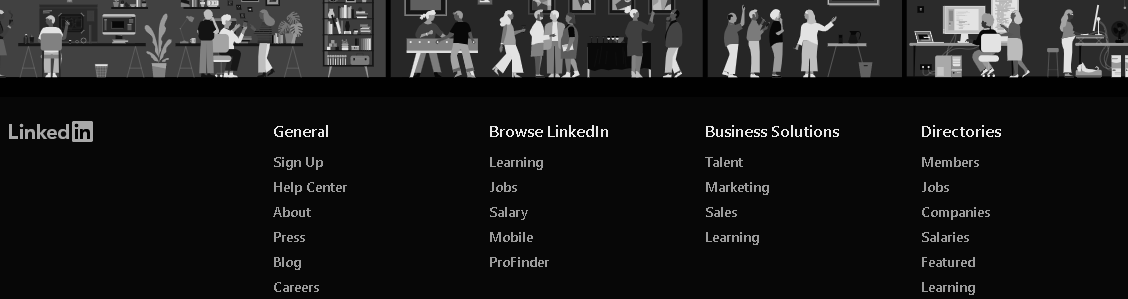 LinkedIn
General
Sign Up
Help Center
About
Press
Blog
Careers
Browse LinkedIn
Learning
Jobs
Salary
Mobile
ProFinder
Business Solutions
Talent
Marketing
Sales
Learning
Directories
Members
Jobs
Companies
Salaries
Featured
Learning